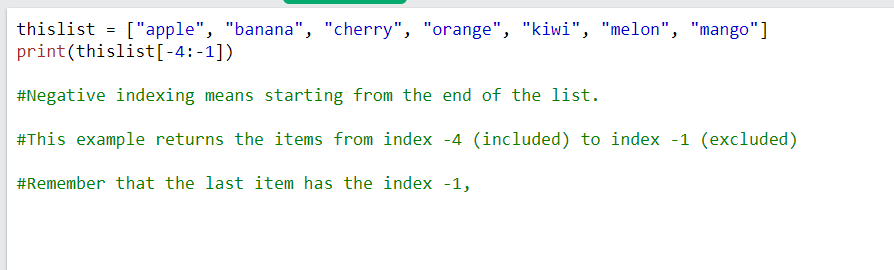 thislist = ["apple", "banana", "cherry", "orange", "kiwi", "melon", "mango"]
print(thislist[-4:-1])
#Negative indexing means starting from the end of the list.
#This example returns the items from index -4 (included) to index -1 (excluded)
#Remember that the last item has the index -1,